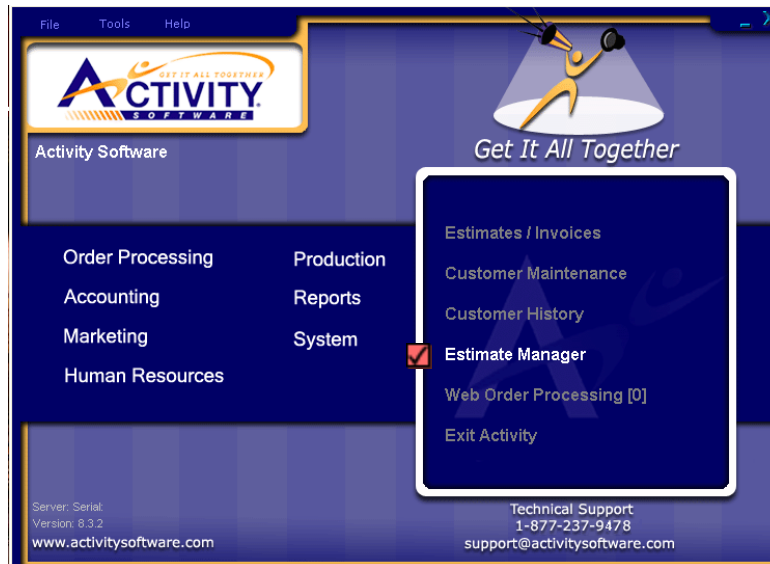 File Tools Help
GET IT ALL TOGETHER
ACTIVITY
SOFTWARE
Activity Software
Get It All Together
Order Processing
Accounting
Marketing
Human Resources
Production
Reports
System
Estimates / Invoices
Customer Maintenance
Customer History
Estimate Manager
Web Order Processing [0]
Exit Activity
Server: Serial:
Version: 8.3.2
www.activitysoftware.com
Technical Support
1-877-237-9478
support@activitysoftware.com